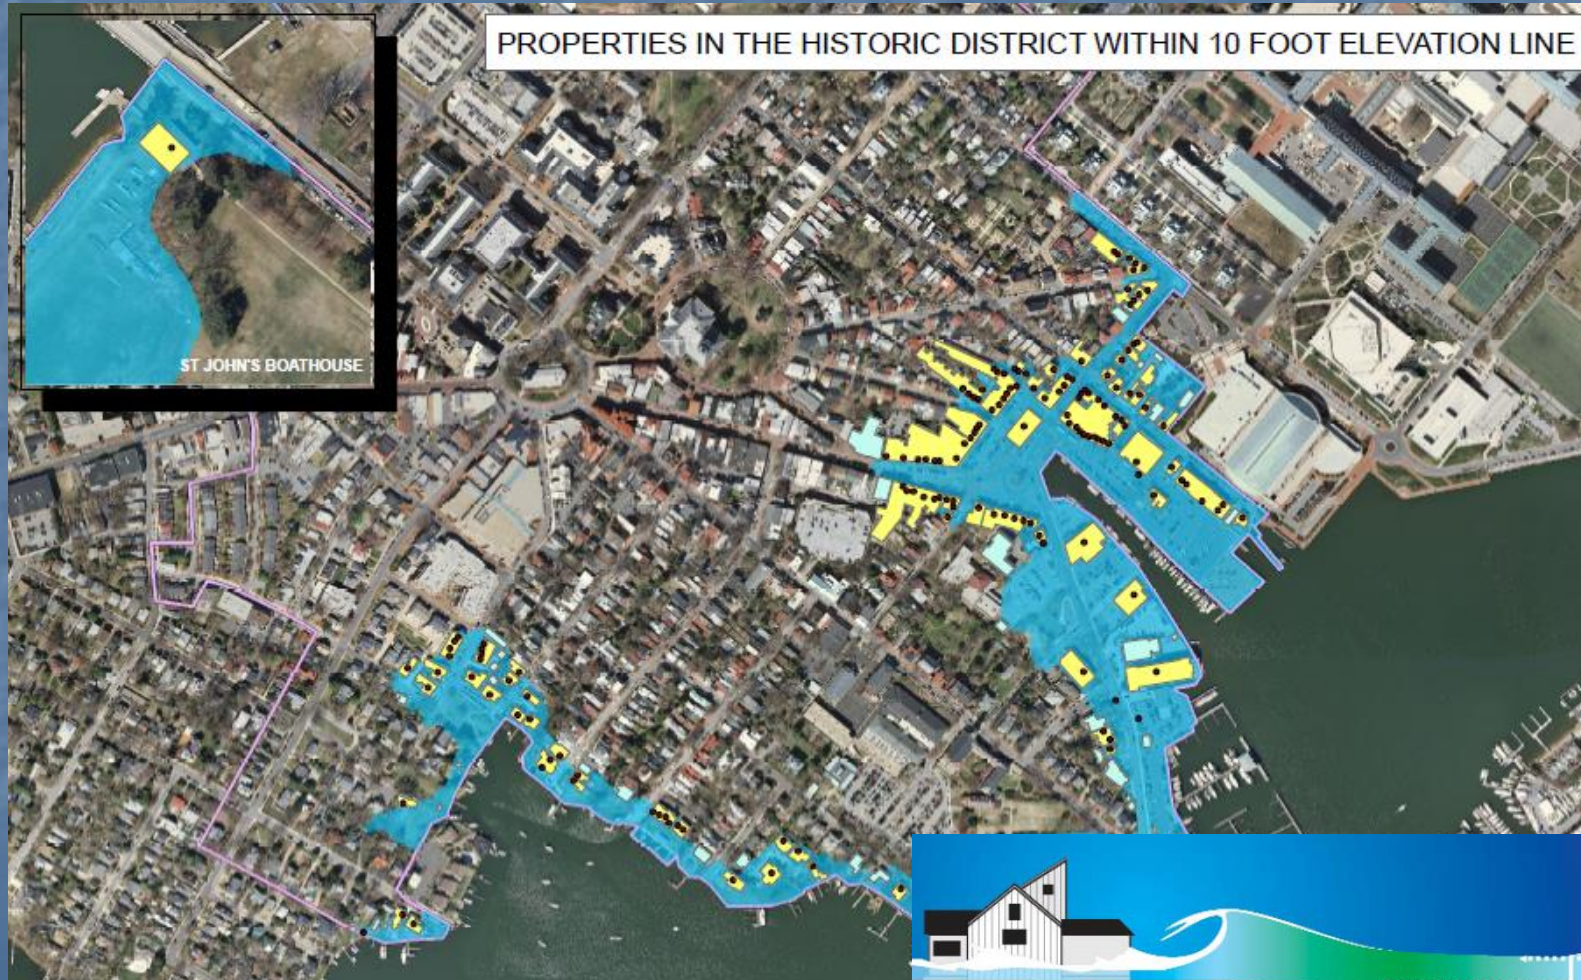 PROPERTIES IN THE HISTORIC DISTRICT WITHIN 10 FOOT ELEVATION LINE
ST JOHN'S BOATHOUSE